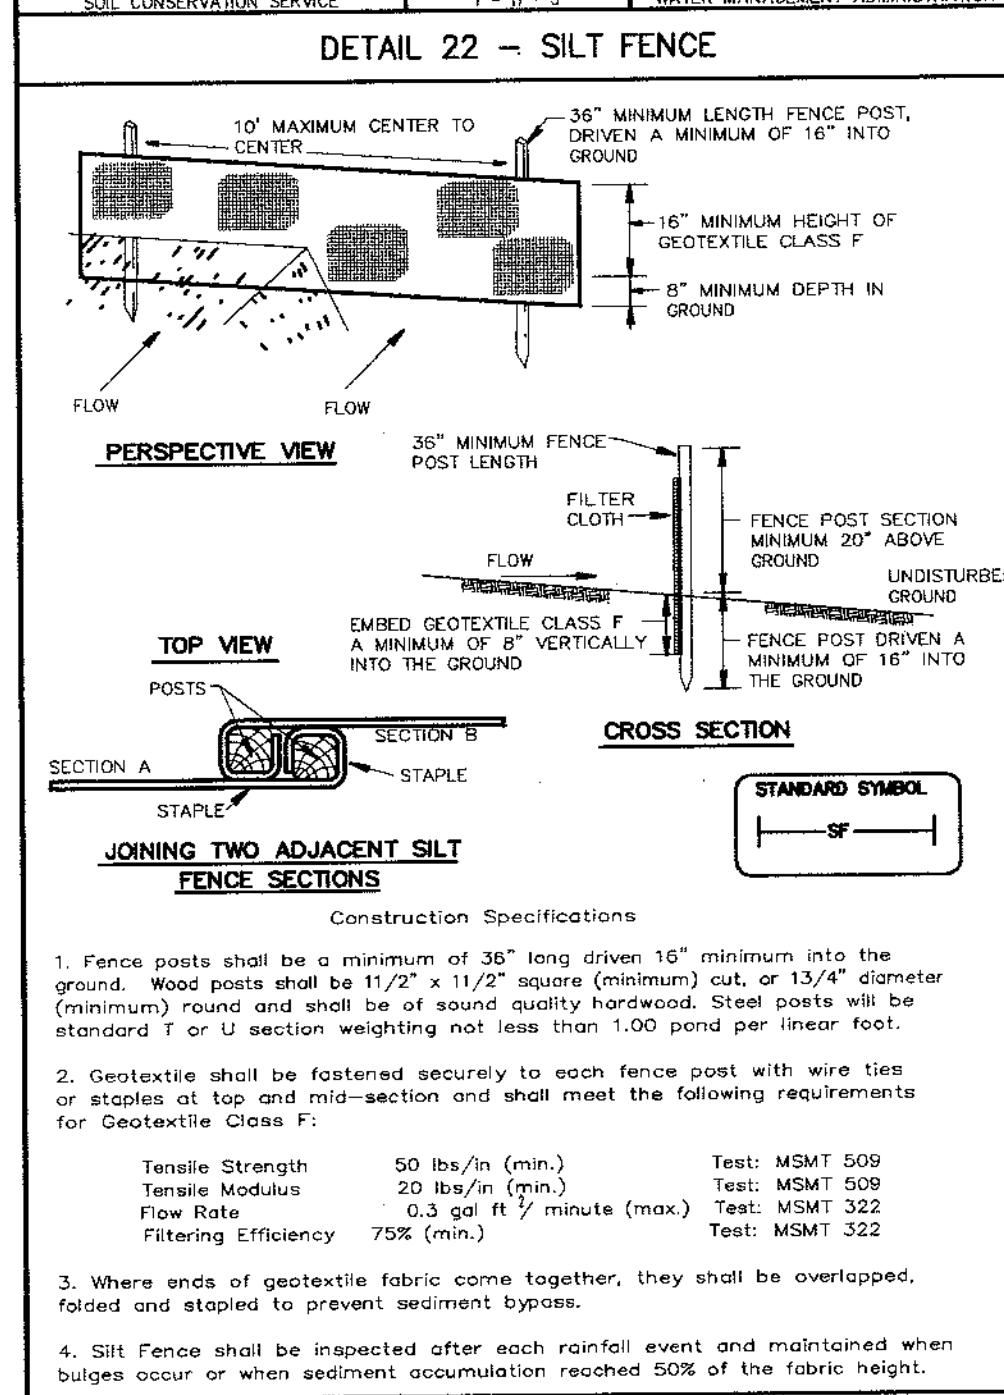 SOIL CONSERVATION SERVICE
WATER MANAGEMENT ADMINISTRATION
DETAIL 22 – SILT FENCE
10' MAXIMUM CENTER TO
CENTER
36" MINIMUM LENGTH FENCE POST,
DRIVEN A MINIMUM OF 16" INTO
GROUND
16" MINIMUM HEIGHT OF
GEOTEXTILE CLASS F
8" MINIMUM DEPTH IN
GROUND
FLOW
FLOW
PERSPECTIVE VIEW
36" MINIMUM FENCE
POST LENGTH
FILTER
CLOTH
FENCE POST SECTION
MINIMUM 20" ABOVE
GROUND
FLOW
UNDISTURBE
GROUND
EMBED GEOTEXTILE CLASS F
A MINIMUM OF 8" VERTICALLY
INTO THE GROUND
FENCE POST DRIVEN A
MINIMUM OF 16" INTO
THE GROUND
TOP VIEW
POSTS
SECTION B
SECTION A
STAPLE
STAPLE
CROSS SECTION
STANDARD SYMBOL
SF
JOINING TWO ADJACENT SILT
FENCE SECTIONS
Construction Specifications
1. Fence posts shall be a minimum of 36" long driven 16" minimum into the
ground. Wood posts shall be 11/2" x 11/2" square (minimum) cut, or 13/4" diameter
(minimum) round and shall be of sound quality hardwood. Steel posts will be
standard T or U section weighting not less than 1.00 pond per linear foot.
2. Geotextile shall be fastened securely to each fence post with wire ties
or staples at top and mid-section and shall meet the following requirements
for Geotextile Class F:
Tensile Strength 50 lbs/in (min.) Test: MSMT 509
Tensile Modulus 20 lbs/in (min.) Test: MSMT 509
Flow Rate 0.3 gal ft²/ minute (max.) Test: MSMT 322
Filtering Efficiency 75% (min.) Test: MSMT 322
3. Where ends of geotextile fabric come together, they shall be overlapped,
folded and stapled to prevent sediment bypass.
4. Silt Fence shall be inspected after each rainfall event and maintained when
bulges occur or when sediment accumulation reached 50% of the fabric height.